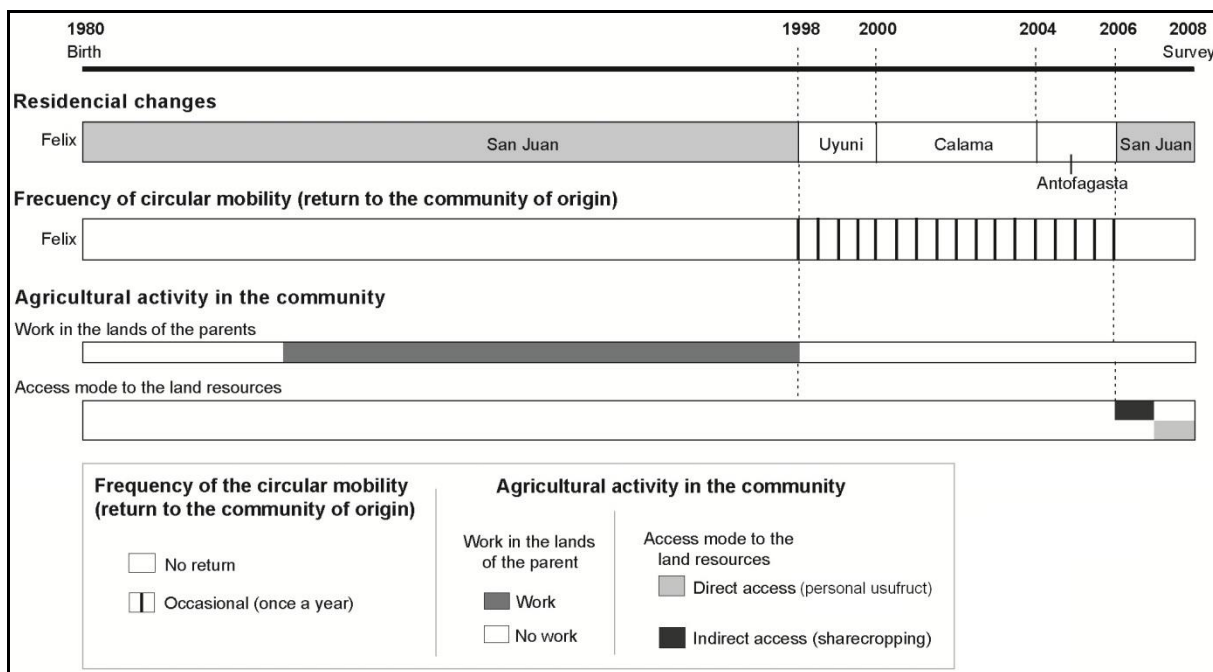 1980 1998 2000 2004 2006 2008
Birth Survey
Residencial changes
Felix San Juan Uyuni Calama San Juan
Antofagasta
Frecuency of circular mobility (return to the community of origin)
Felix
Agricultural activity in the community
Work in the lands of the parents
Access mode to the land resources
Frequency of the circular mobility
(return to the community of origin)
No return
Occasional (once a year)
Agricultural activity in the community
Work in the lands
of the parent
Work
No work
Access mode to the
land resources
Direct access (personal usufruct)
Indirect access (sharecropping)